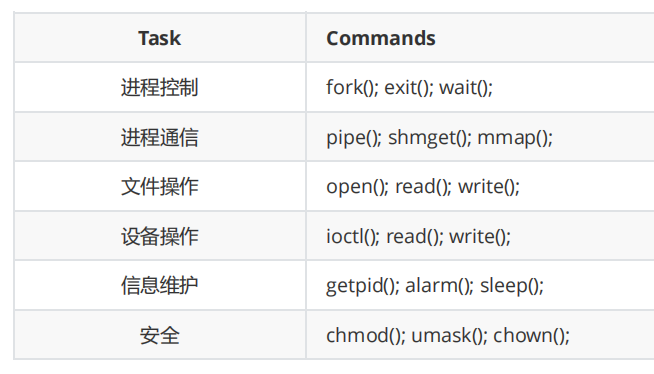 Task Commands
进程控制 fork(); exit(); wait();
进程通信 pipe(); shmget(); mmap();
文件操作 open(); read(); write();
设备操作 ioctl(); read(); write();
信息维护 getpid(); alarm(); sleep();
安全 chmod(); umask(); chown();